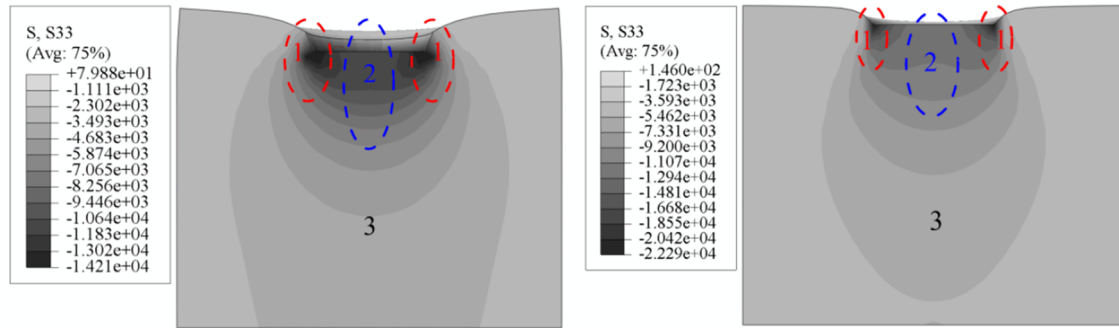 S, S33
(Avg: 75%)
+7.988e+01
-1.111e+03
-2.302e+03
-3.493e+03
-4.683e+03
-5.874e+03
-7.065e+03
-8.256e+03
-9.446e+03
-1.064e+04
-1.183e+04
-1.302e+04
-1.421e+04
1 2 1
3
S, S33
(Avg: 75%)
+1.460e+02
-1.723e+03
-3.593e+03
-5.462e+03
-7.331e+03
-9.200e+03
-1.107e+04
-1.294e+04
-1.481e+04
-1.668e+04
-1.855e+04
-2.042e+04
-2.229e+04
1 2 1
3